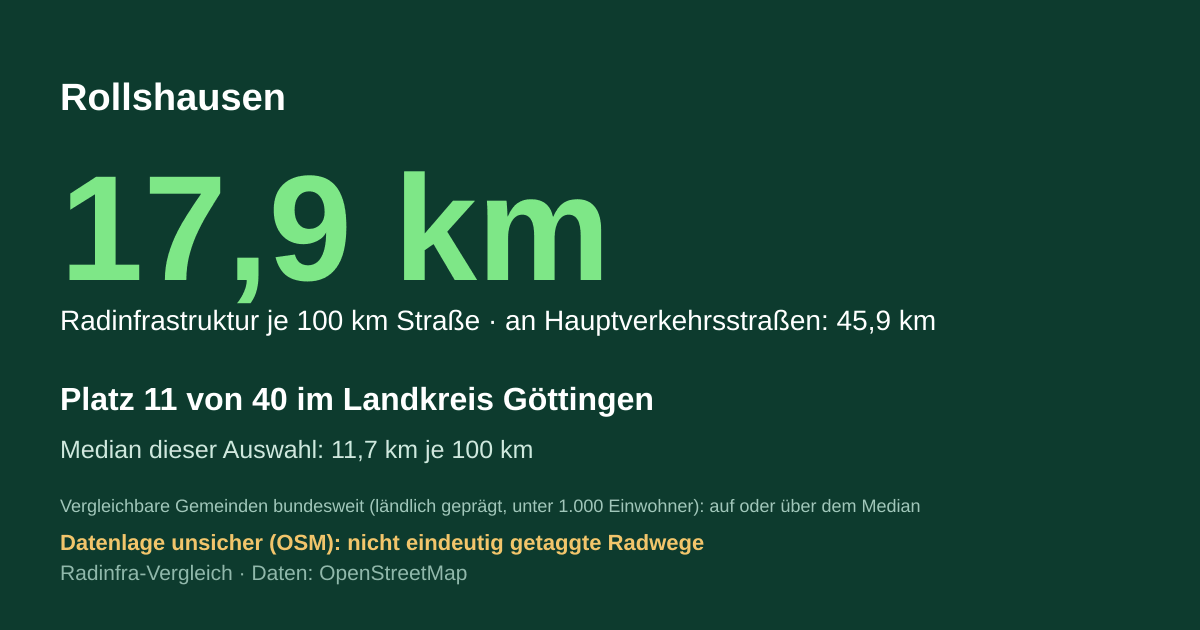 Rollshausen
17,9 km
Radinfrastruktur je 100 km Straße · an Hauptverkehrsstraßen: 45,9 km
Platz 11 von 40 im Landkreis Göttingen
Median dieser Auswahl: 11,7 km je 100 km
Vergleichbare Gemeinden bundesweit (ländlich geprägt, unter 1.000 Einwohner): auf oder über dem Median
Datenlage unsicher (OSM): nicht eindeutig getaggte Radwege
Radinfra-Vergleich · Daten: OpenStreetMap